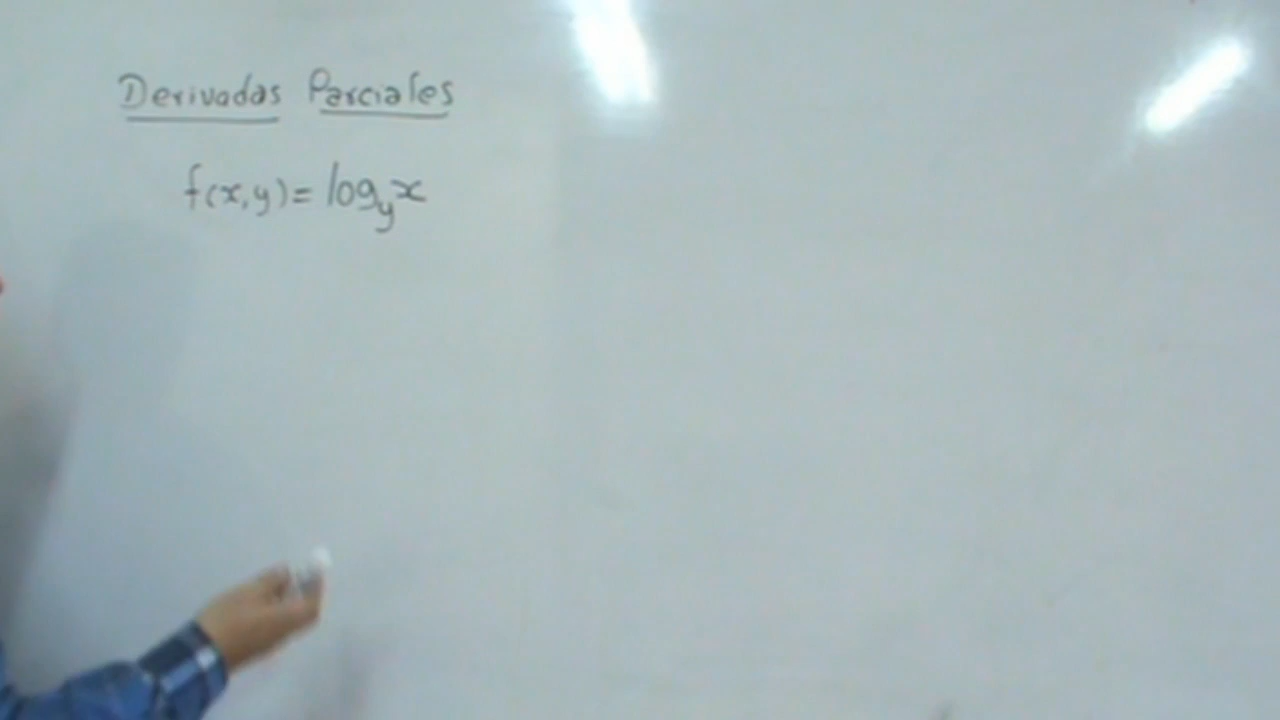 Derivadas Parciales
f(x,y)= log_y x